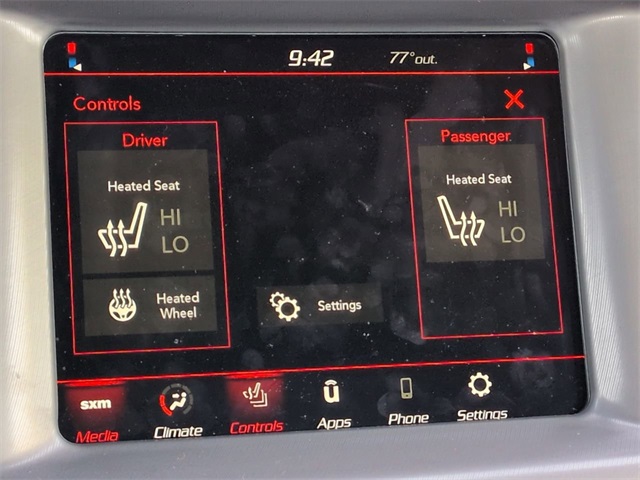 9:42
77°out.
Controls
Driver
Passenger
Heated Seat
HI
LO
Heated Seat
HI
LO
Heated
Wheel
Settings
sxm
Media
Climate
Controls
Apps
Phone
Settings